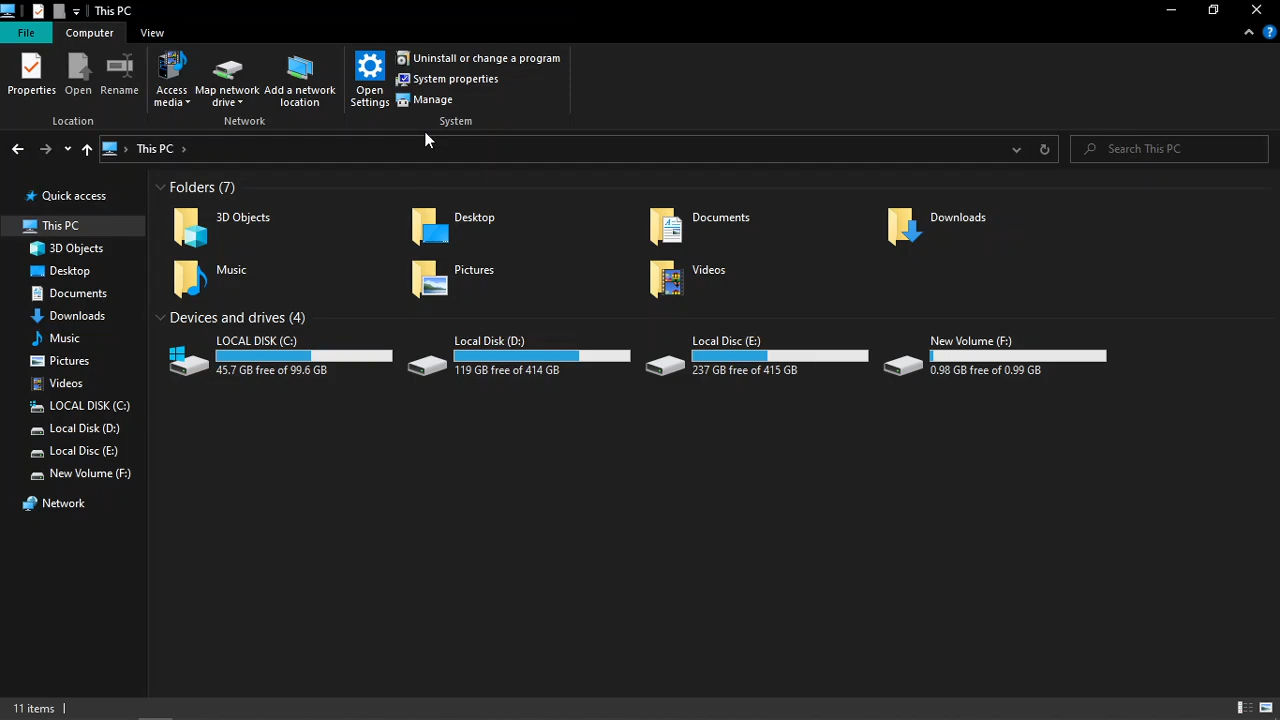 This PC
File
Computer
View
Properties
Open
Rename
Access media
Map network drive
Add a network location
Open Settings
Uninstall or change a program
System properties
Manage
Location
Network
System
This PC
Search This PC
Quick access
This PC
3D Objects
Desktop
Documents
Downloads
Music
Pictures
Videos
LOCAL DISK (C:)
Local Disk (D:)
Local Disc (E:)
New Volume (F:)
Network
Folders (7)
3D Objects
Desktop
Documents
Downloads
Music
Pictures
Videos
Devices and drives (4)
LOCAL DISK (C:)
45.7 GB free of 99.6 GB
Local Disk (D:)
119 GB free of 414 GB
Local Disc (E:)
237 GB free of 415 GB
New Volume (F:)
0.98 GB free of 0.99 GB
11 items